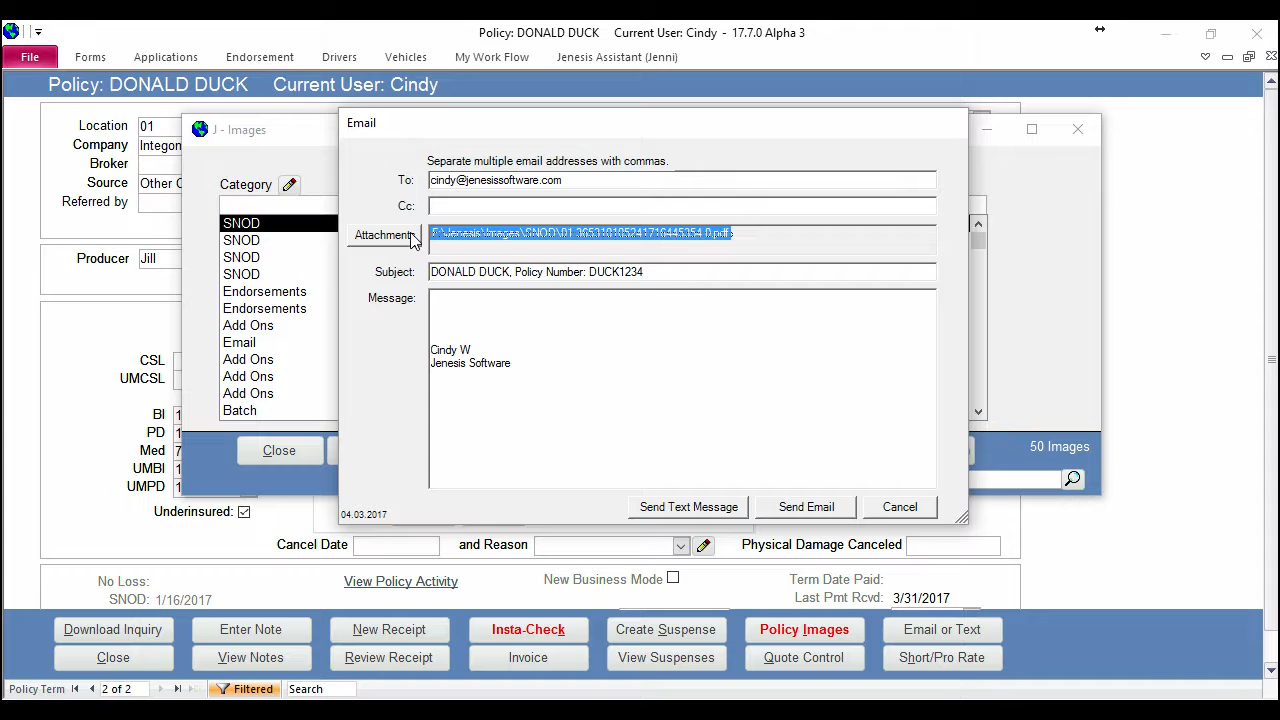 Policy: DONALD DUCK Current User: Cindy - 17.7.0 Alpha 3
File Forms Applications Endorsement Drivers Vehicles My Work Flow Jenesis Assistant (Jenni)
Policy: DONALD DUCK Current User: Cindy
Location 01
Company Integon
Broker
Source Other
Referred by
Producer Jill
CSL
UMCSL
BI 1
PD 1
Med 7
UMBI 1
UMPD 1
Underinsured:
J - Images
Category
SNOD
SNOD
SNOD
SNOD
Endorsements
Endorsements
Add Ons
Email
Add Ons
Add Ons
Add Ons
Batch
Close
50 Images
Email
Separate multiple email addresses with commas.
To: cindy@jenesissoftware.com
Cc:
Attachment:
Subject: DONALD DUCK, Policy Number: DUCK1234
Message:
Cindy W
Jenesis Software
04.03.2017
Send Text Message Send Email Cancel
Cancel Date and Reason Physical Damage Canceled
No Loss: View Policy Activity New Business Mode Term Date Paid:
SNOD: 1/16/2017 Last Pmt Rcvd: 3/31/2017
Download Inquiry Enter Note New Receipt Insta-Check Create Suspense Policy Images Email or Text
Close View Notes Review Receipt Invoice View Suspenses Quote Control Short/Pro Rate
Policy Term 2 of 2 Filtered Search